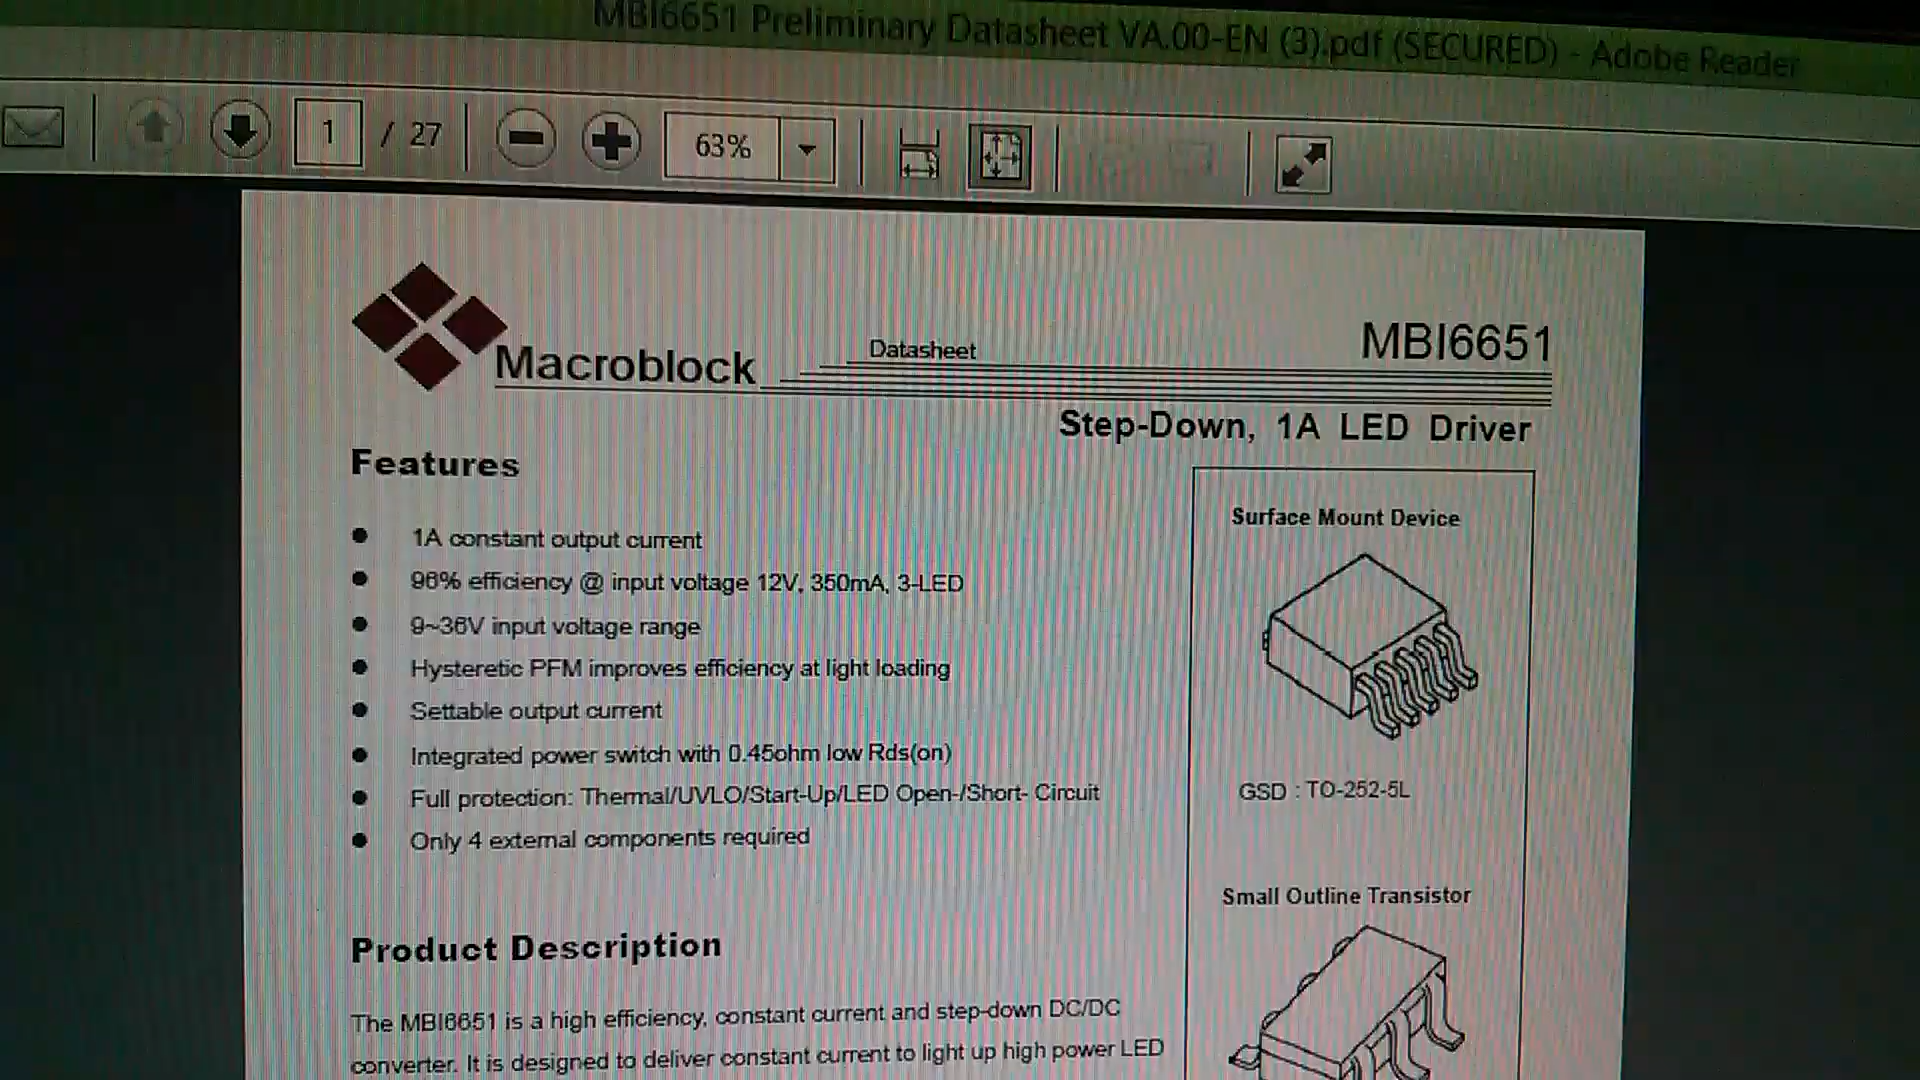 MBI6651 Preliminary Datasheet VA.00-EN (3).pdf (SECURED) - Adobe Reader
1 / 27 63%
Macroblock Datasheet MBI6651
Step-Down, 1A LED Driver
Features
1A constant output current
96% efficiency @ input voltage 12V, 350mA, 3-LED
9~36V input voltage range
Hysteretic PFM improves efficiency at light loading
Settable output current
Integrated power switch with 0.45ohm low Rds(on)
Full protection: Thermal/UVLO/Start-Up/LED Open-/Short- Circuit
Only 4 external components required
Surface Mount Device
GSD : TO-252-5L
Small Outline Transistor
Product Description
The MBI6651 is a high efficiency, constant current and step-down DC/DC
converter. It is designed to deliver constant current to light up high power LED